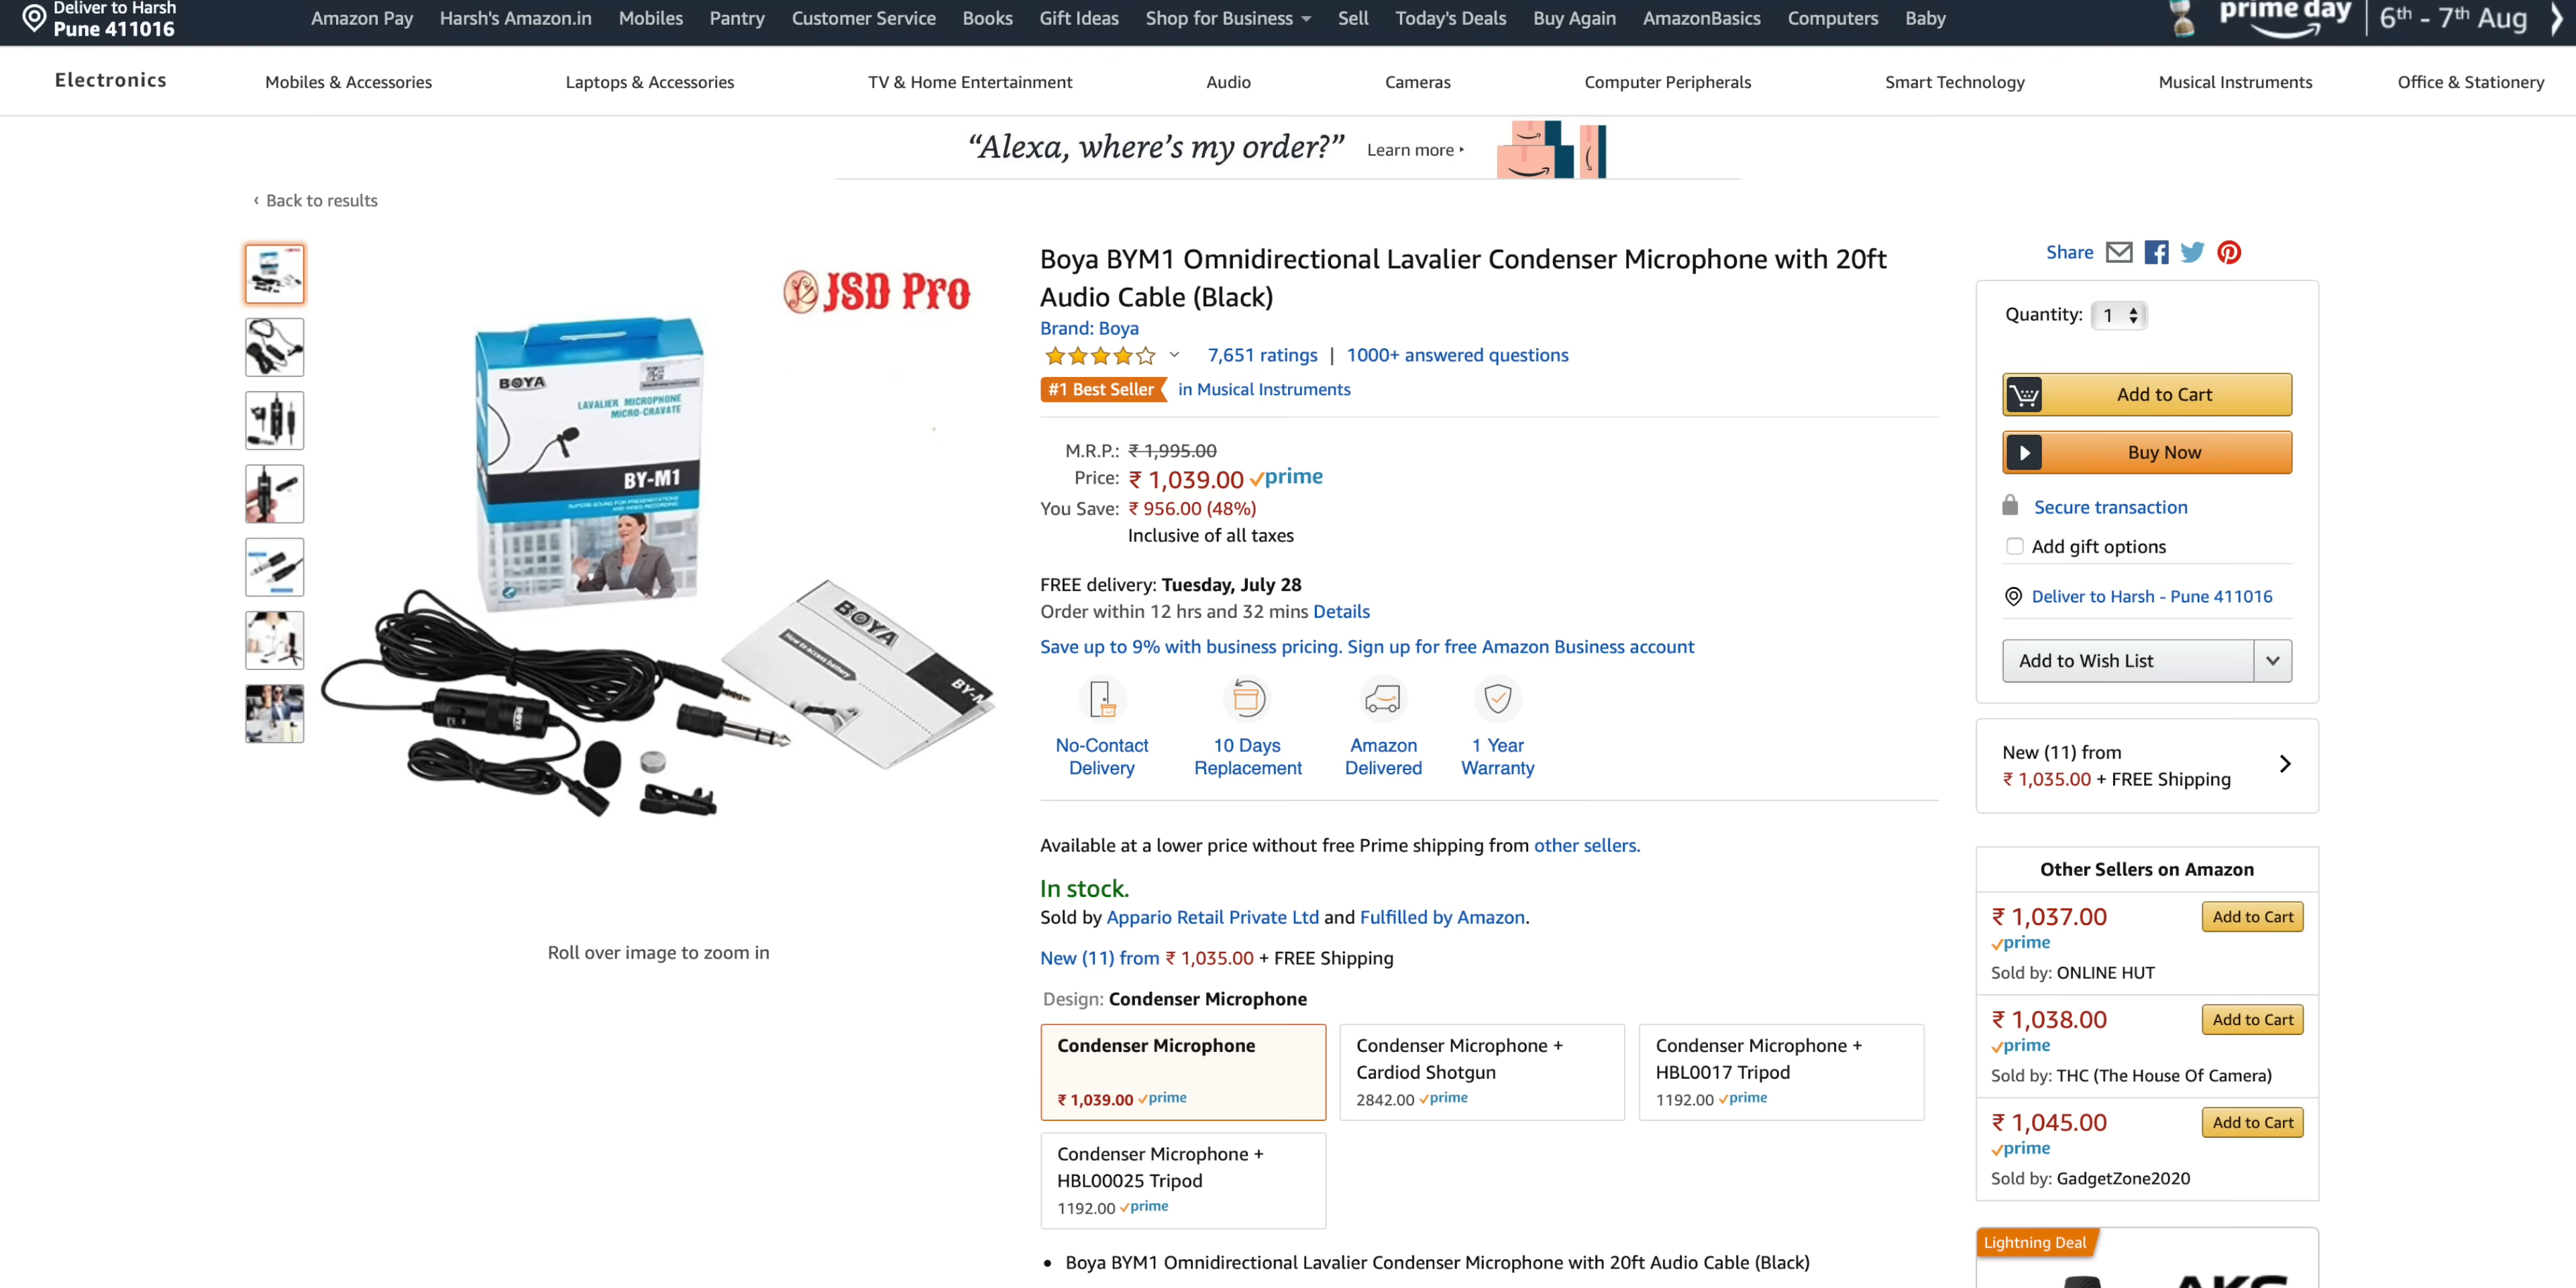 Deliver to Harsh
Pune 411016
Amazon Pay Harsh's Amazon.in Mobiles Pantry Customer Service Books Gift Ideas Shop for Business Sell Today's Deals Buy Again AmazonBasics Computers Baby
prime day 6th - 7th Aug
Electronics Mobiles & Accessories Laptops & Accessories TV & Home Entertainment Audio Cameras Computer Peripherals Smart Technology Musical Instruments Office & Stationery
“Alexa, where’s my order?” Learn more
Back to results
JSD Pro
BOYA
LAVALIER MICROPHONE
MICRO-CRAVATE
BY-M1
SUPERB SOUND FOR PRESENTATIONS
AND VIDEO RECORDING
BOYA
How to access battery
BOYA
Roll over image to zoom in
Boya BYM1 Omnidirectional Lavalier Condenser Microphone with 20ft
Audio Cable (Black)
Brand: Boya
7,651 ratings | 1000+ answered questions
#1 Best Seller in Musical Instruments
M.R.P.: ₹ 1,995.00
Price: ₹ 1,039.00 prime
You Save: ₹ 956.00 (48%)
Inclusive of all taxes
FREE delivery: Tuesday, July 28
Order within 12 hrs and 32 mins Details
Save up to 9% with business pricing. Sign up for free Amazon Business account
No-Contact
Delivery
10 Days
Replacement
Amazon
Delivered
1 Year
Warranty
Available at a lower price without free Prime shipping from other sellers.
In stock.
Sold by Appario Retail Private Ltd and Fulfilled by Amazon.
New (11) from ₹ 1,035.00 + FREE Shipping
Design: Condenser Microphone
Condenser Microphone
₹ 1,039.00 prime
Condenser Microphone +
Cardiod Shotgun
2842.00 prime
Condenser Microphone +
HBL0017 Tripod
1192.00 prime
Condenser Microphone +
HBL00025 Tripod
1192.00 prime
• Boya BYM1 Omnidirectional Lavalier Condenser Microphone with 20ft Audio Cable (Black)
Share
Quantity: 1
Add to Cart
Buy Now
Secure transaction
Add gift options
Deliver to Harsh - Pune 411016
Add to Wish List
New (11) from
₹ 1,035.00 + FREE Shipping
Other Sellers on Amazon
₹ 1,037.00 Add to Cart
prime
Sold by: ONLINE HUT
₹ 1,038.00 Add to Cart
prime
Sold by: THC (The House Of Camera)
₹ 1,045.00 Add to Cart
prime
Sold by: GadgetZone2020
Lightning Deal
AKG